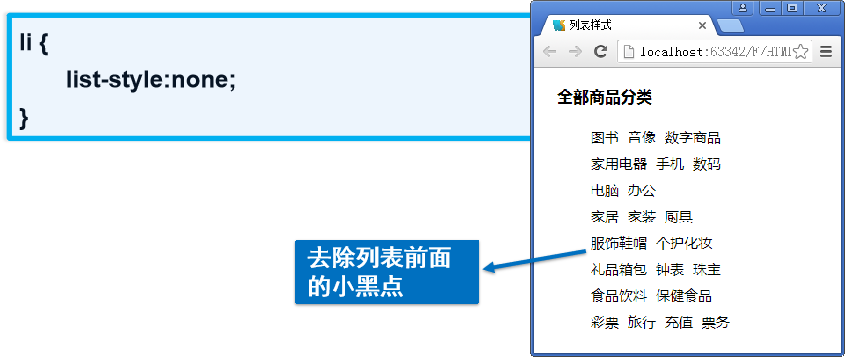 li {
list-style:none;
}
列表样式
localhost:63342/K/HTML
全部商品分类
图书 音像 数字商品
家用电器 手机 数码
电脑 办公
家居 家装 厨具
服饰鞋帽 个护化妆
礼品箱包 钟表 珠宝
食品饮料 保健食品
彩票 旅行 充值 票务
去除列表前面
的小黑点